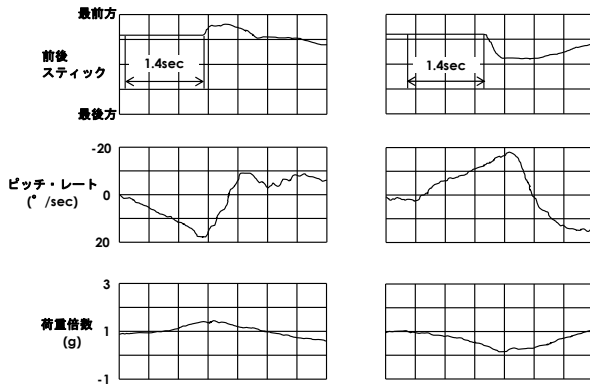 最前方
前後
スティック
1.4sec
1.4sec
最後方
-20
ピッチ・レート
(°/sec)
0
20
3
荷重倍数
(g)
1
-1